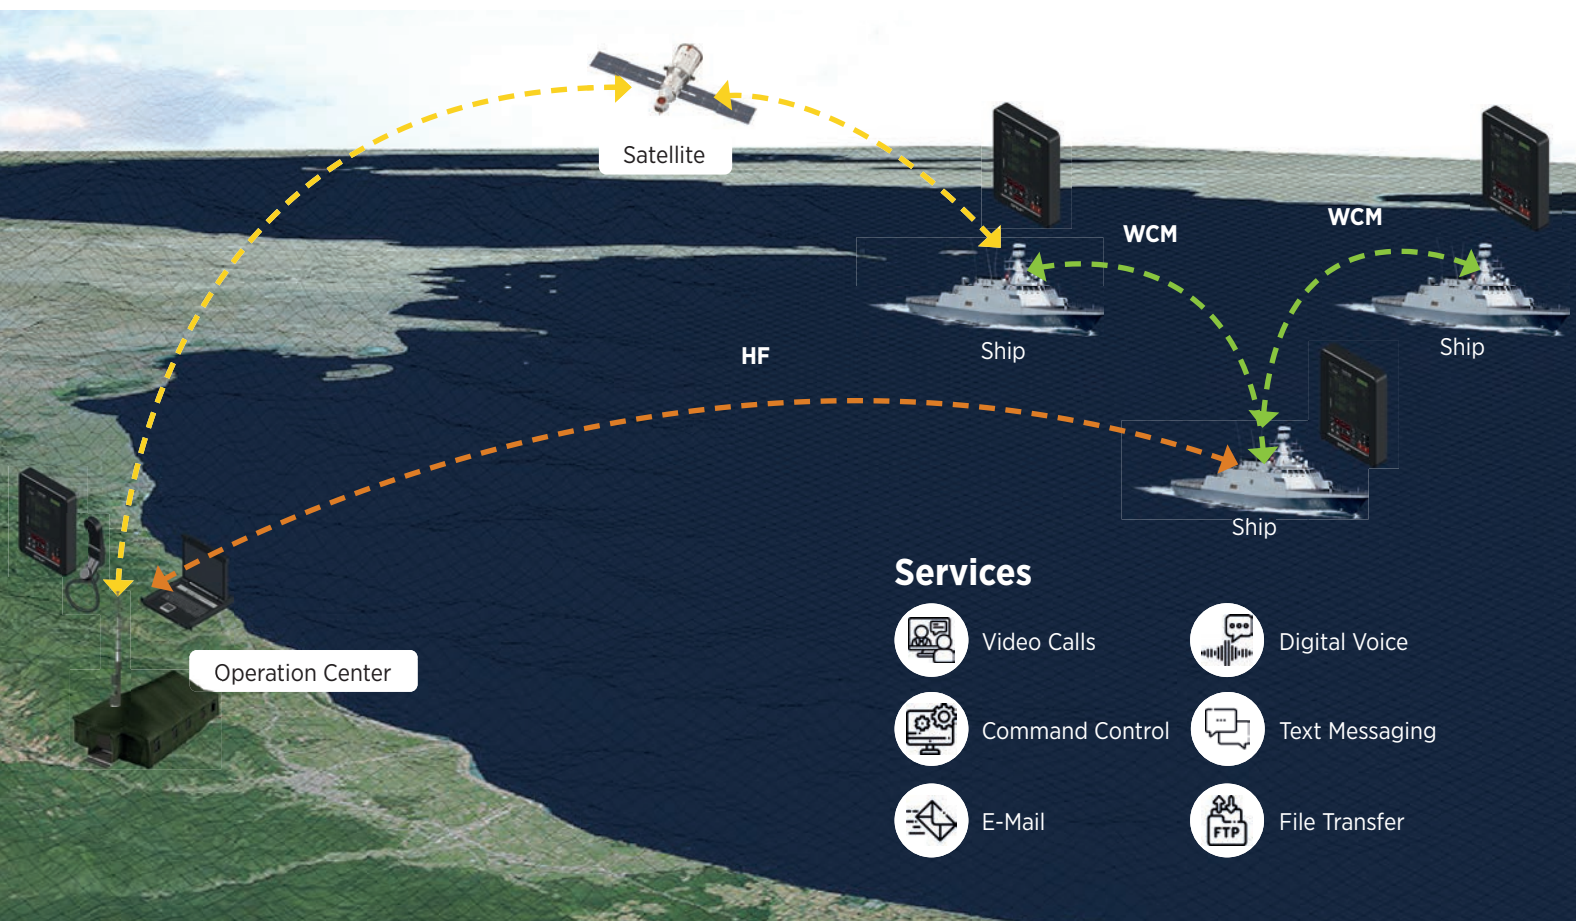 Satellite
WCM
WCM
Ship
Ship
HF
Ship
Operation Center
Services
Video Calls
Digital Voice
Command Control
Text Messaging
E-Mail
FTP
File Transfer